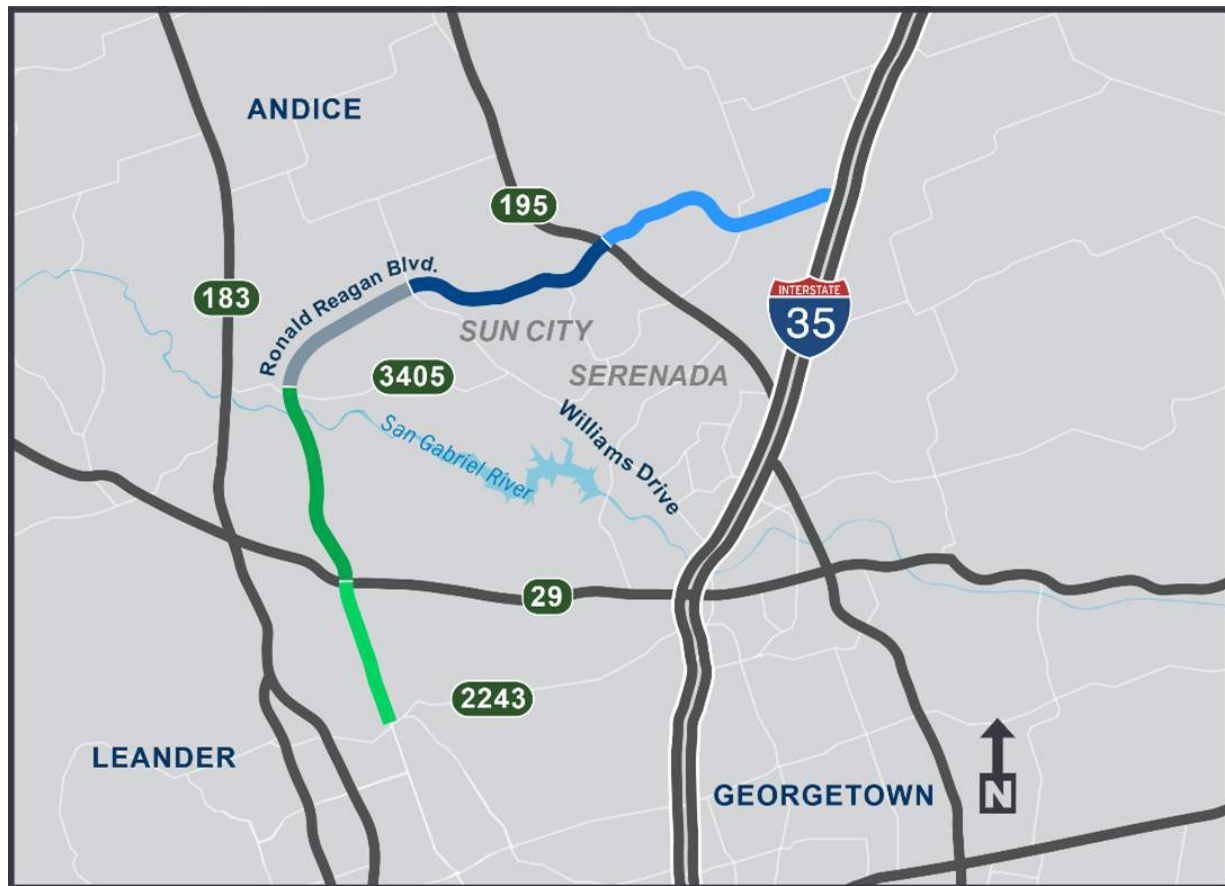 ANDICE
195
Ronald Reagan Blvd.
183
INTERSTATE
35
SUN CITY
3405
SERENADA
Williams Drive
San Gabriel River
29
2243
LEANDER
GEORGETOWN
N